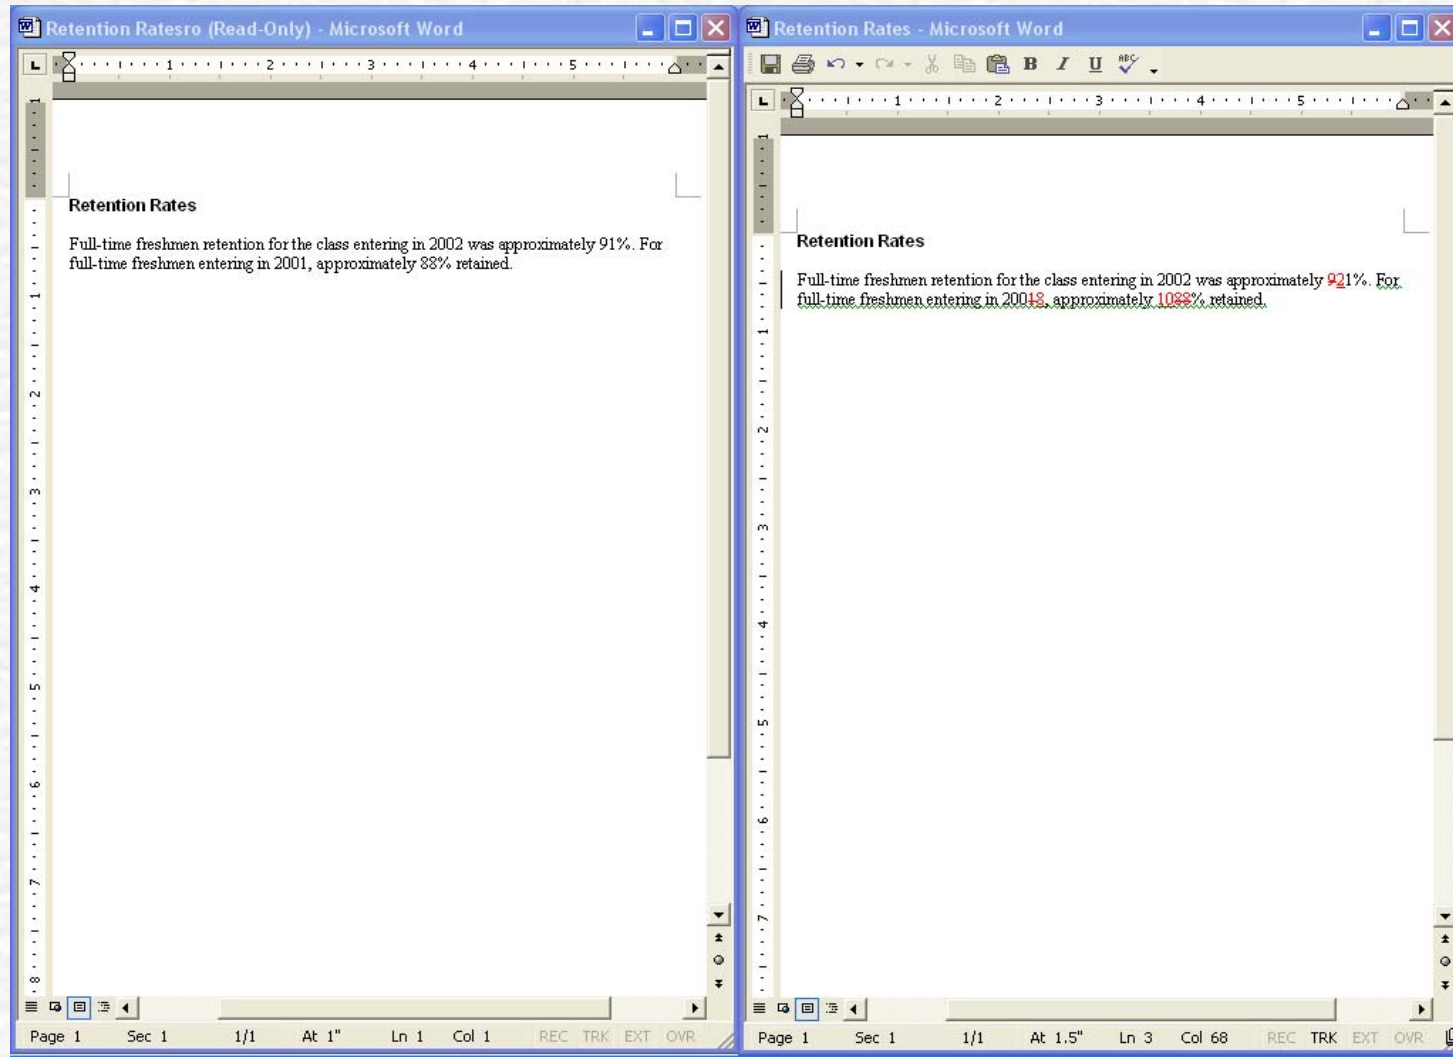 Retention Ratesro (Read-Only) - Microsoft Word
Retention Rates
Full-time freshmen retention for the class entering in 2002 was approximately 91%. For
full-time freshmen entering in 2001, approximately 88% retained.
Page 1 Sec 1 1/1 At 1" Ln 1 Col 1 REC TRK EXT OVR
Retention Rates - Microsoft Word
B I U ABC
Retention Rates
Full-time freshmen retention for the class entering in 2002 was approximately 921%. For
full-time freshmen entering in 20018, approximately 1088% retained.
Page 1 Sec 1 1/1 At 1.5" Ln 3 Col 68 REC TRK EXT OVR